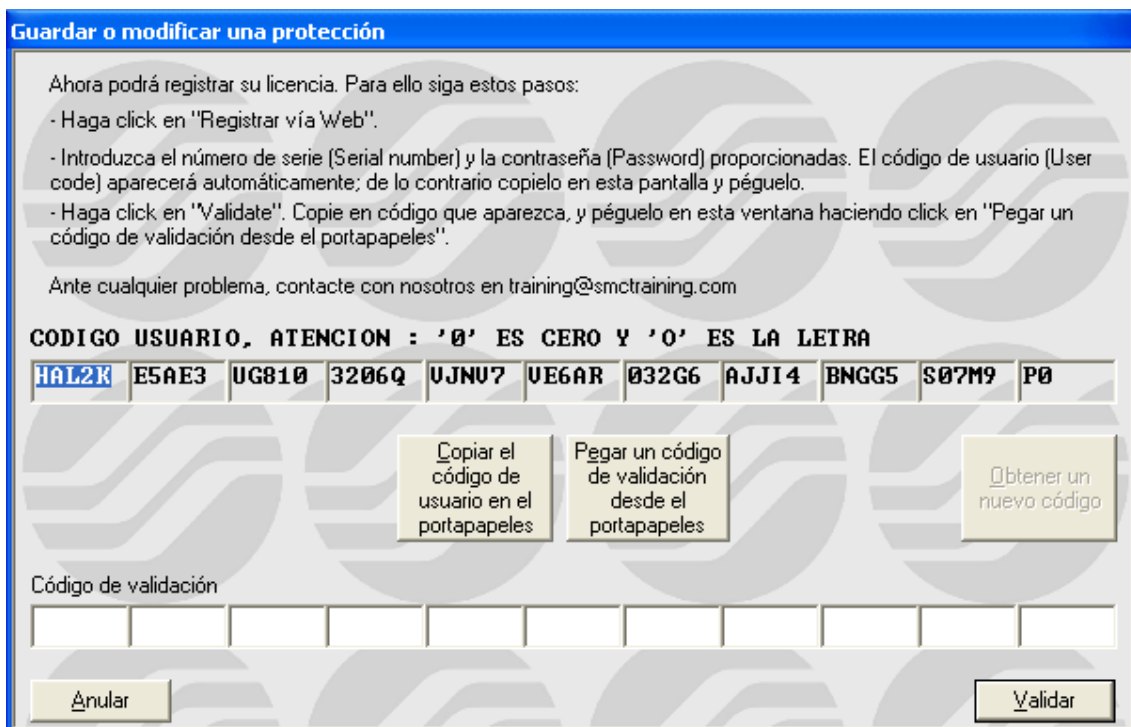 Guardar o modificar una protección
Ahora podrá registrar su licencia. Para ello siga estos pasos:
- Haga click en "Registrar vía Web".
- Introduzca el número de serie (Serial number) y la contraseña (Password) proporcionadas. El código de usuario (User
code) aparecerá automáticamente; de lo contrario copielo en esta pantalla y péguelo.
- Haga click en "Validate". Copie en código que aparezca, y péguelo en esta ventana haciendo click en "Pegar un
código de validación desde el portapapeles".
Ante cualquier problema, contacte con nosotros en training@smctraining.com
CODIGO USUARIO, ATENCION : '0' ES CERO Y 'O' ES LA LETRA
HAL2K E5AE3 UG810 3206Q VJNV7 VE6AR 032G6 AJJI4 BNGG5 S07M9 P0
Copiar el
código de
usuario en el
portapapeles
Pegar un código
de validación
desde el
portapapeles
Obtener un
nuevo código
Código de validación
Anular
Validar